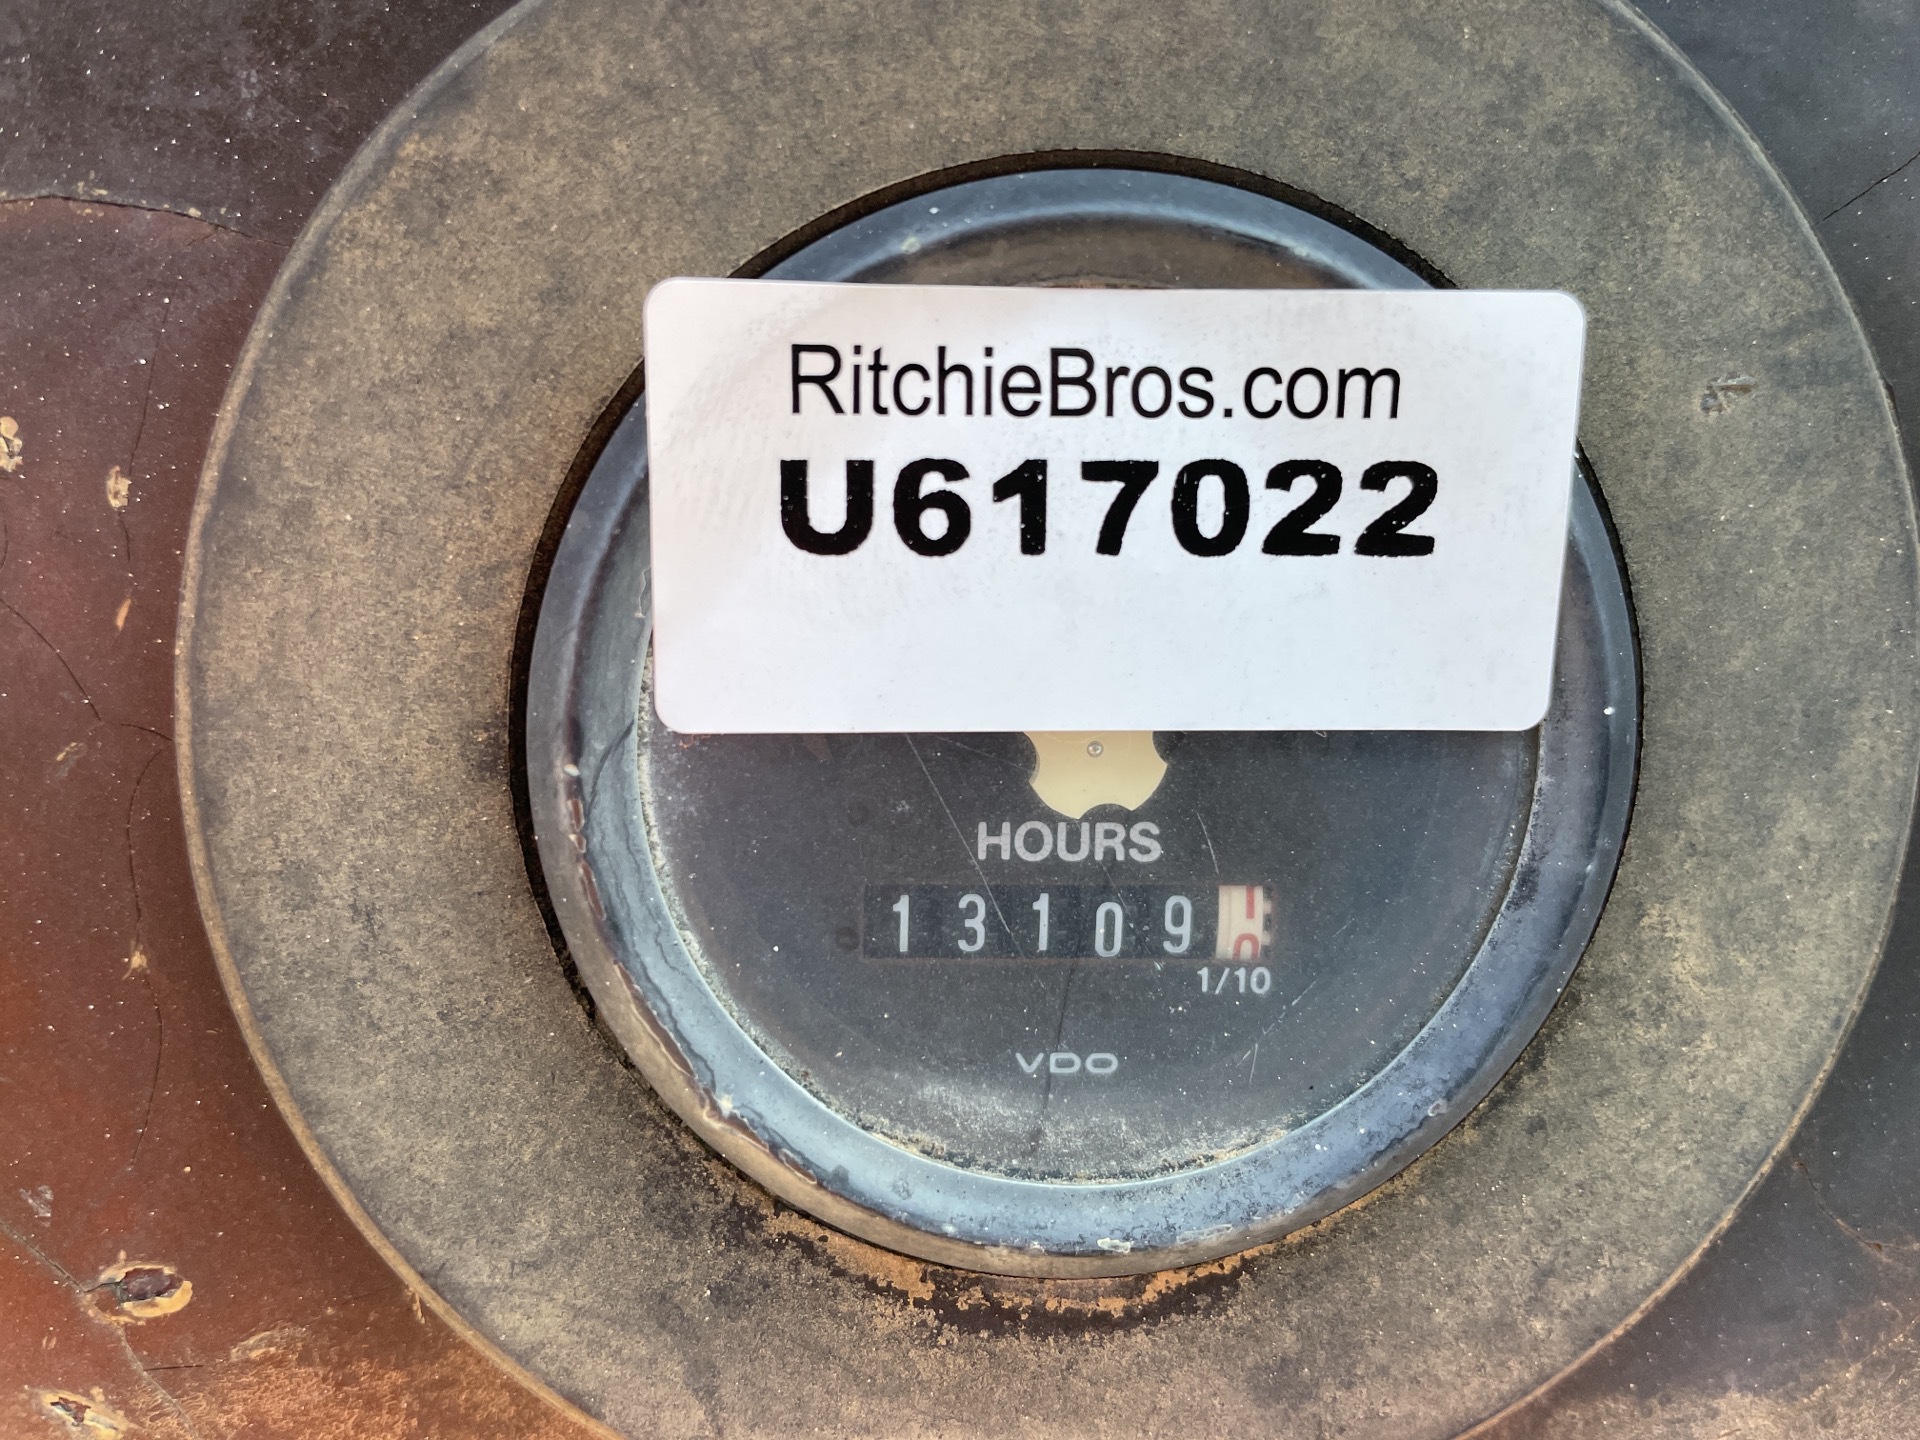 RitchieBros.com
U617022
HOURS
13109
1/10
VDO